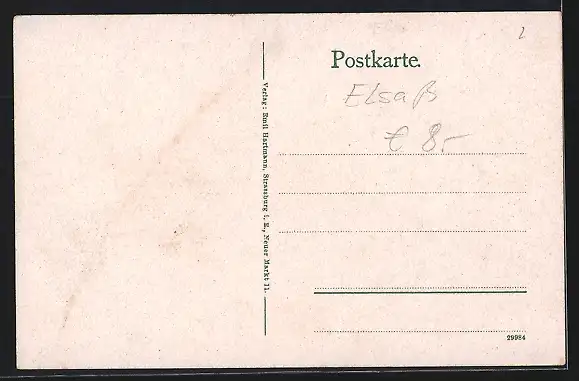 2
Postkarte.
Elsaß
€ 8.-
Verlag: Emil Hartmann, Strassburg i. E., Neuer Markt 11.
29984